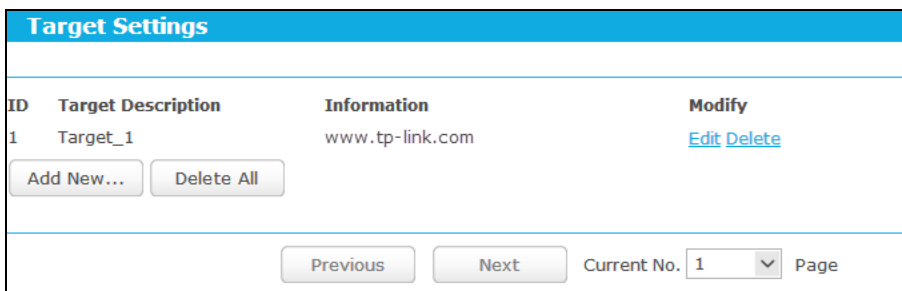 Target Settings
ID Target Description Information Modify
1 Target_1 www.tp-link.com Edit Delete
Add New... Delete All
Previous Next Current No. 1 Page